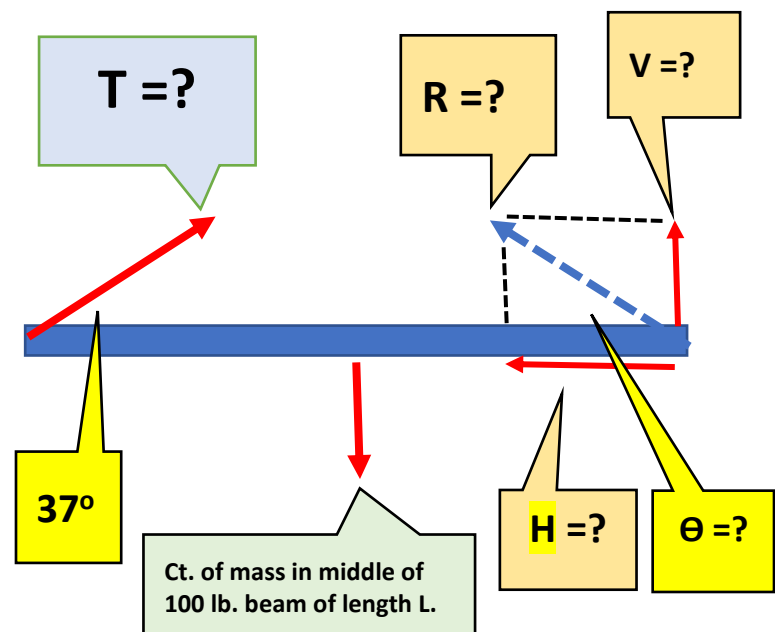 T =?
R =?
V =?
37º
Ct. of mass in middle of
100 lb. beam of length L.
H =?
Ө =?